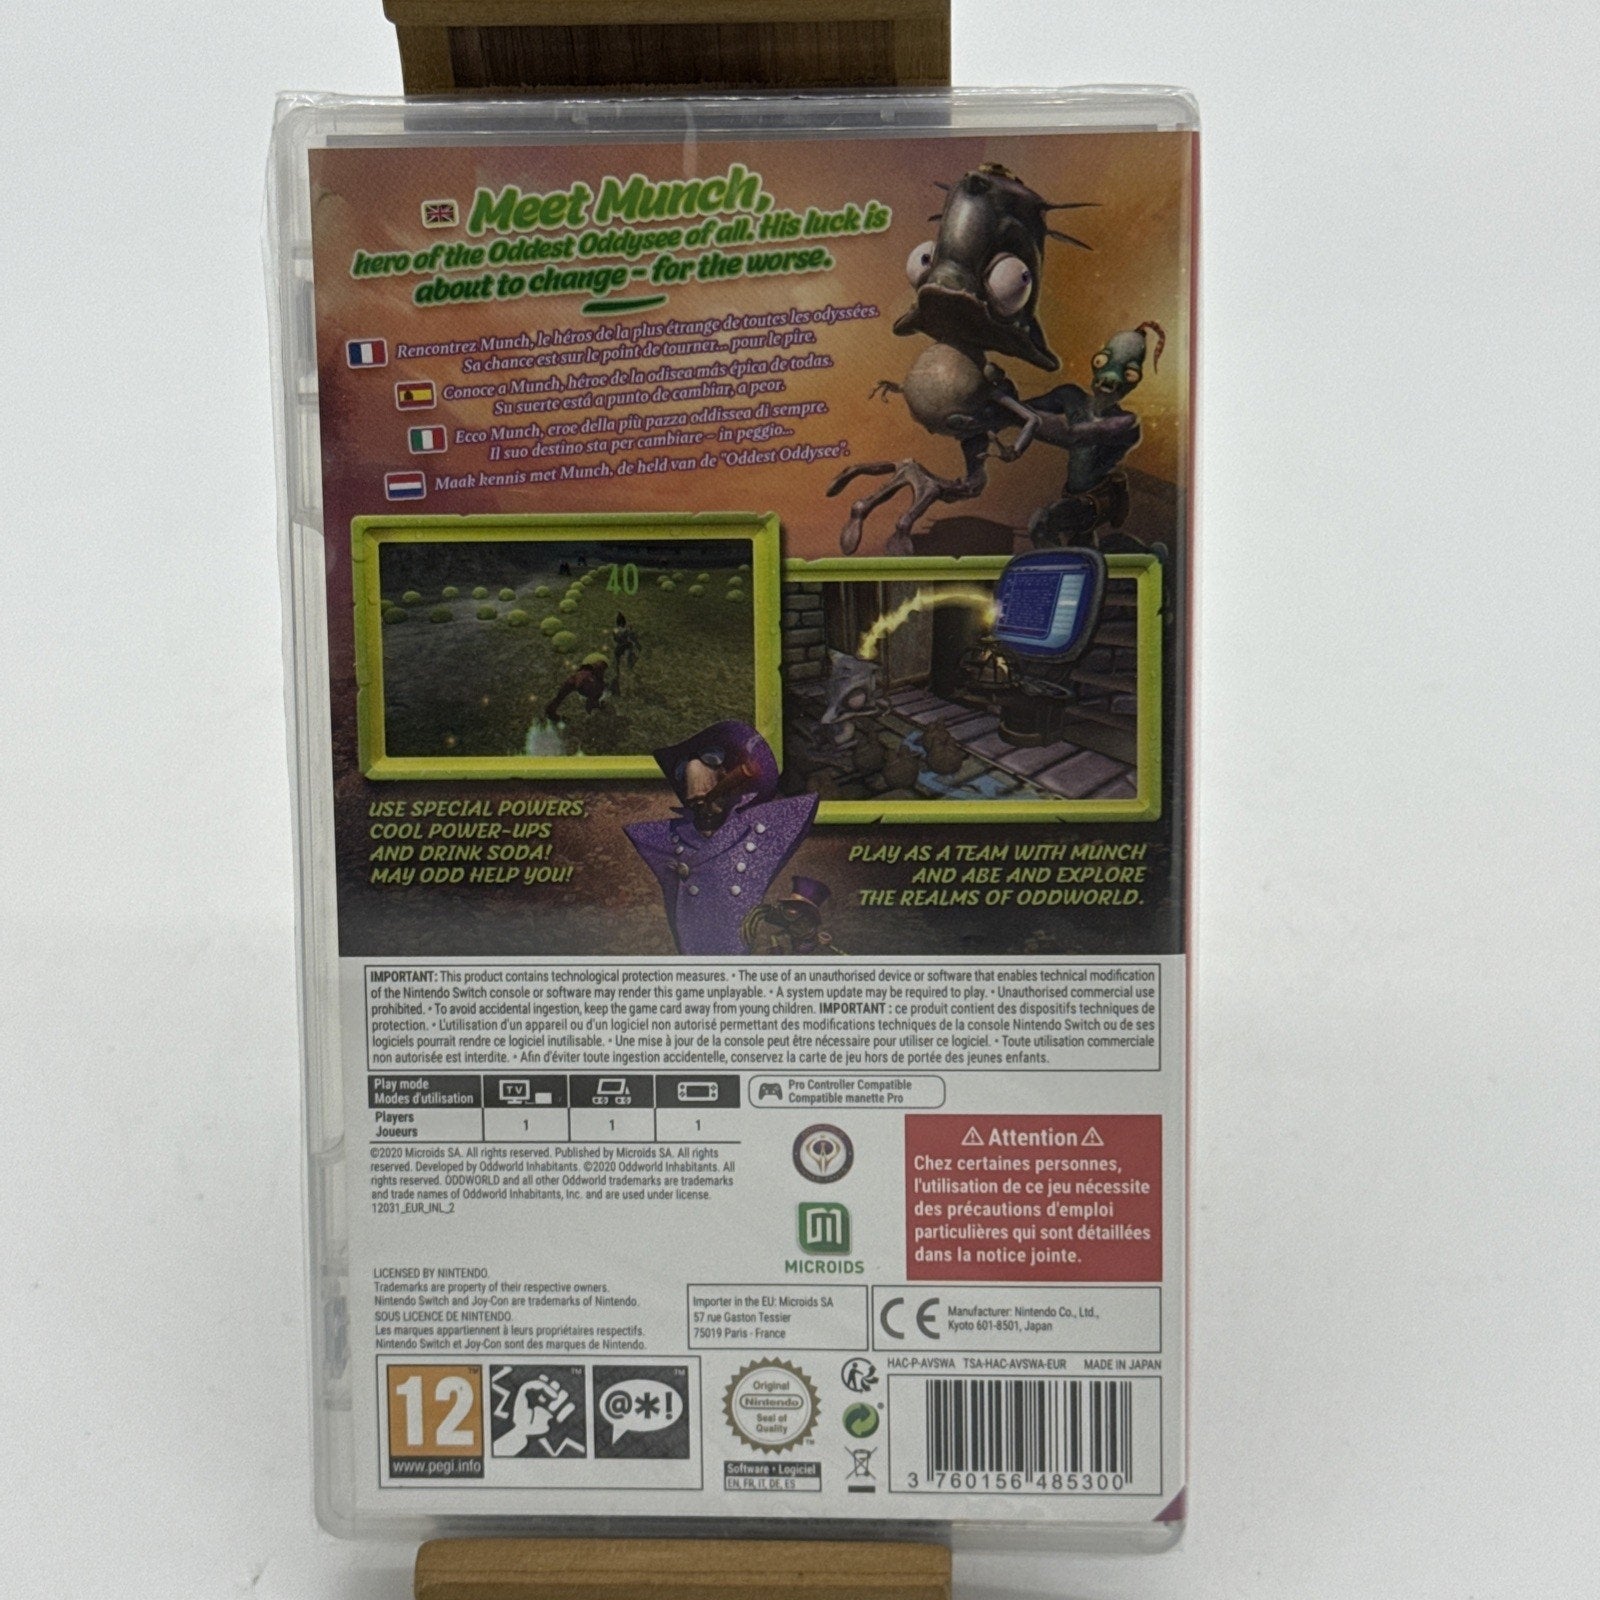 Meet Munch,
hero of the Oddest Oddysee of all. His luck is
about to change - for the worse.
Rencontrez Munch, le héros de la plus étrange de toutes les odyssées.
Sa chance est sur le point de tourner... pour le pire.
Conoce a Munch, héroe de la odisea más épica de todas.
Su suerte está a punto de cambiar, a peor.
Ecco Munch, eroe della più pazza oddissea di sempre.
Il suo destino sta per cambiare - in peggio...
Maak kennis met Munch, de held van de "Oddest Oddysee".
40
USE SPECIAL POWERS,
COOL POWER-UPS
AND DRINK SODA!
MAY ODD HELP YOU!
PLAY AS A TEAM WITH MUNCH
AND ABE AND EXPLORE
THE REALMS OF ODDWORLD.
IMPORTANT: This product contains technological protection measures. • The use of an unauthorised device or software that enables technical modification
of the Nintendo Switch console or software may render this game unplayable. • A system update may be required to play. • Unauthorised commercial use
prohibited. • To avoid accidental ingestion, keep the game card away from young children. IMPORTANT : ce produit contient des dispositifs techniques de
protection. • L'utilisation d'un appareil ou d'un logiciel non autorisé permettant des modifications techniques de la console Nintendo Switch ou de ses
logiciels pourrait rendre ce logiciel inutilisable. • Une mise à jour de la console peut être nécessaire pour utiliser ce logiciel. • Toute utilisation commerciale
non autorisée est interdite. • Afin d'éviter toute ingestion accidentelle, conservez la carte de jeu hors de portée des jeunes enfants.
Play mode
Modes d'utilisation
TV
Pro Controller Compatible
Compatible manette Pro
Players
Joueurs
1 1 1
©2020 Microids SA. All rights reserved. Published by Microids SA. All rights
reserved. Developed by Oddworld Inhabitants. ©2020 Oddworld Inhabitants. All
rights reserved. ODDWORLD and all other Oddworld trademarks are trademarks
and trade names of Oddworld Inhabitants, Inc. and are used under license.
12031_EUR_INL_2
MICROIDS
⚠ Attention ⚠
Chez certaines personnes,
l'utilisation de ce jeu nécessite
des précautions d'emploi
particulières qui sont détaillées
dans la notice jointe.
LICENSED BY NINTENDO.
Trademarks are property of their respective owners.
Nintendo Switch and Joy-Con are trademarks of Nintendo.
SOUS LICENCE DE NINTENDO.
Les marques appartiennent à leurs propriétaires respectifs.
Nintendo Switch et Joy-Con sont des marques de Nintendo.
Importer in the EU: Microids SA
57 rue Gaston Tessier
75019 Paris - France
CE
Manufacturer: Nintendo Co., Ltd.,
Kyoto 601-8501, Japan
HAC-P-AVSWA TSA-HAC-AVSWA-EUR MADE IN JAPAN
12
www.pegi.info
@*!
Original
Nintendo
Seal of
Quality
Software • Logiciel
EN, FR, IT, DE, ES
3 760156 485300